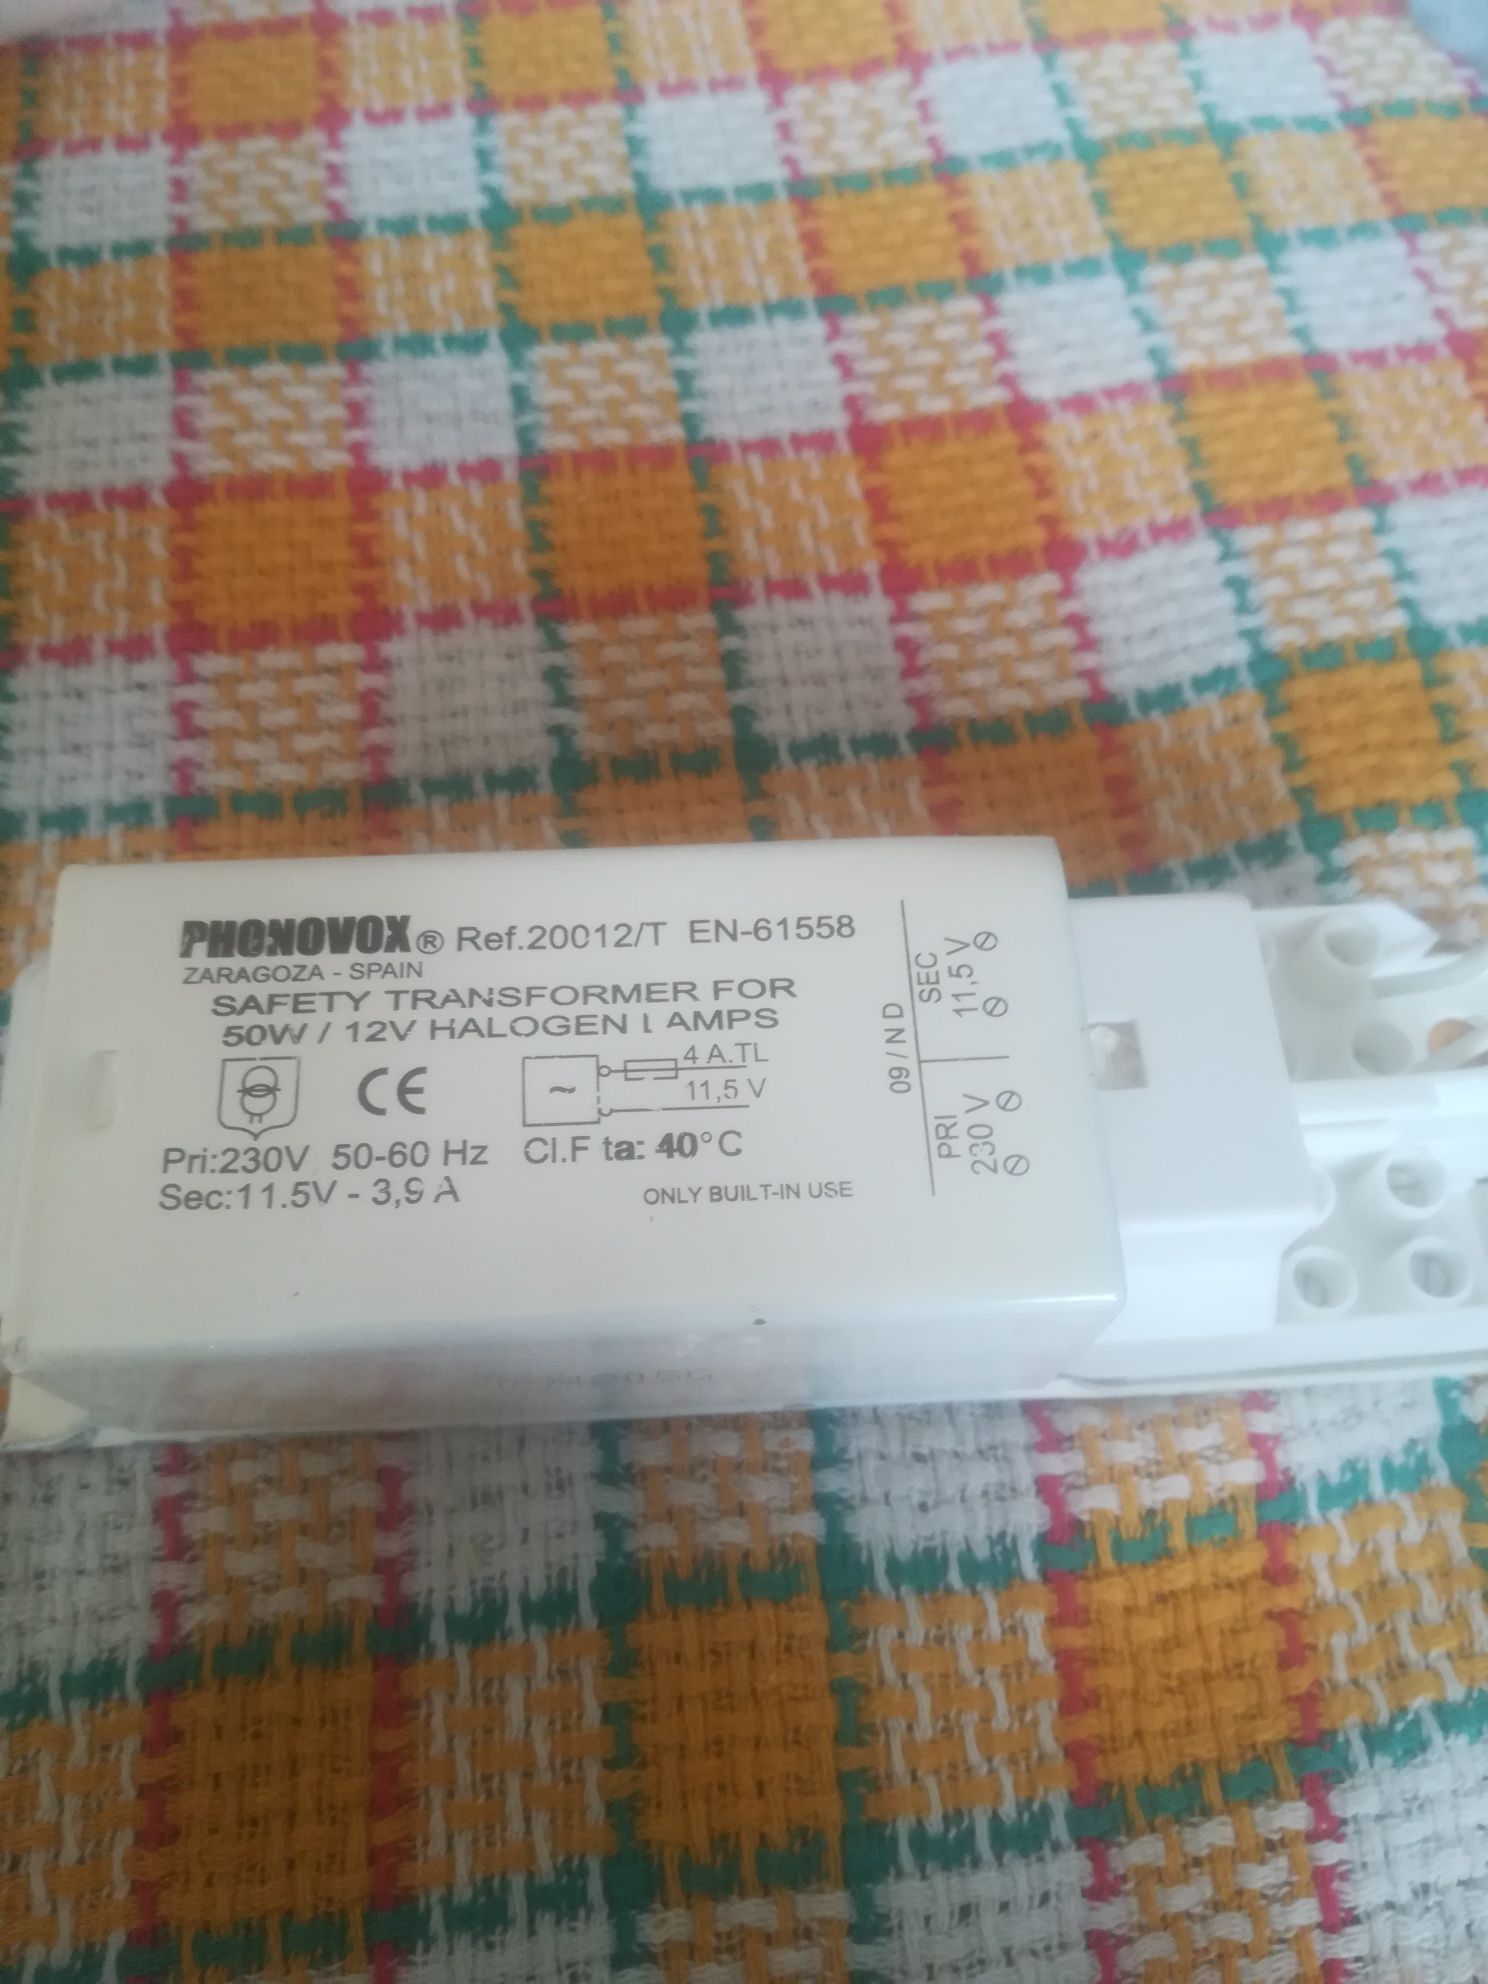 PHONOVOX® Ref.20012/T EN-61558
ZARAGOZA - SPAIN
SAFETY TRANSFORMER FOR
50W / 12V HALOGEN LAMPS
CE
~
4 A.TL
11,5 V
Pri:230V 50-60 Hz Cl.F ta: 40°C
Sec:11.5V - 3,9 A
ONLY BUILT-IN USE
09 / N D
SEC
11,5 V
PRI
230 V